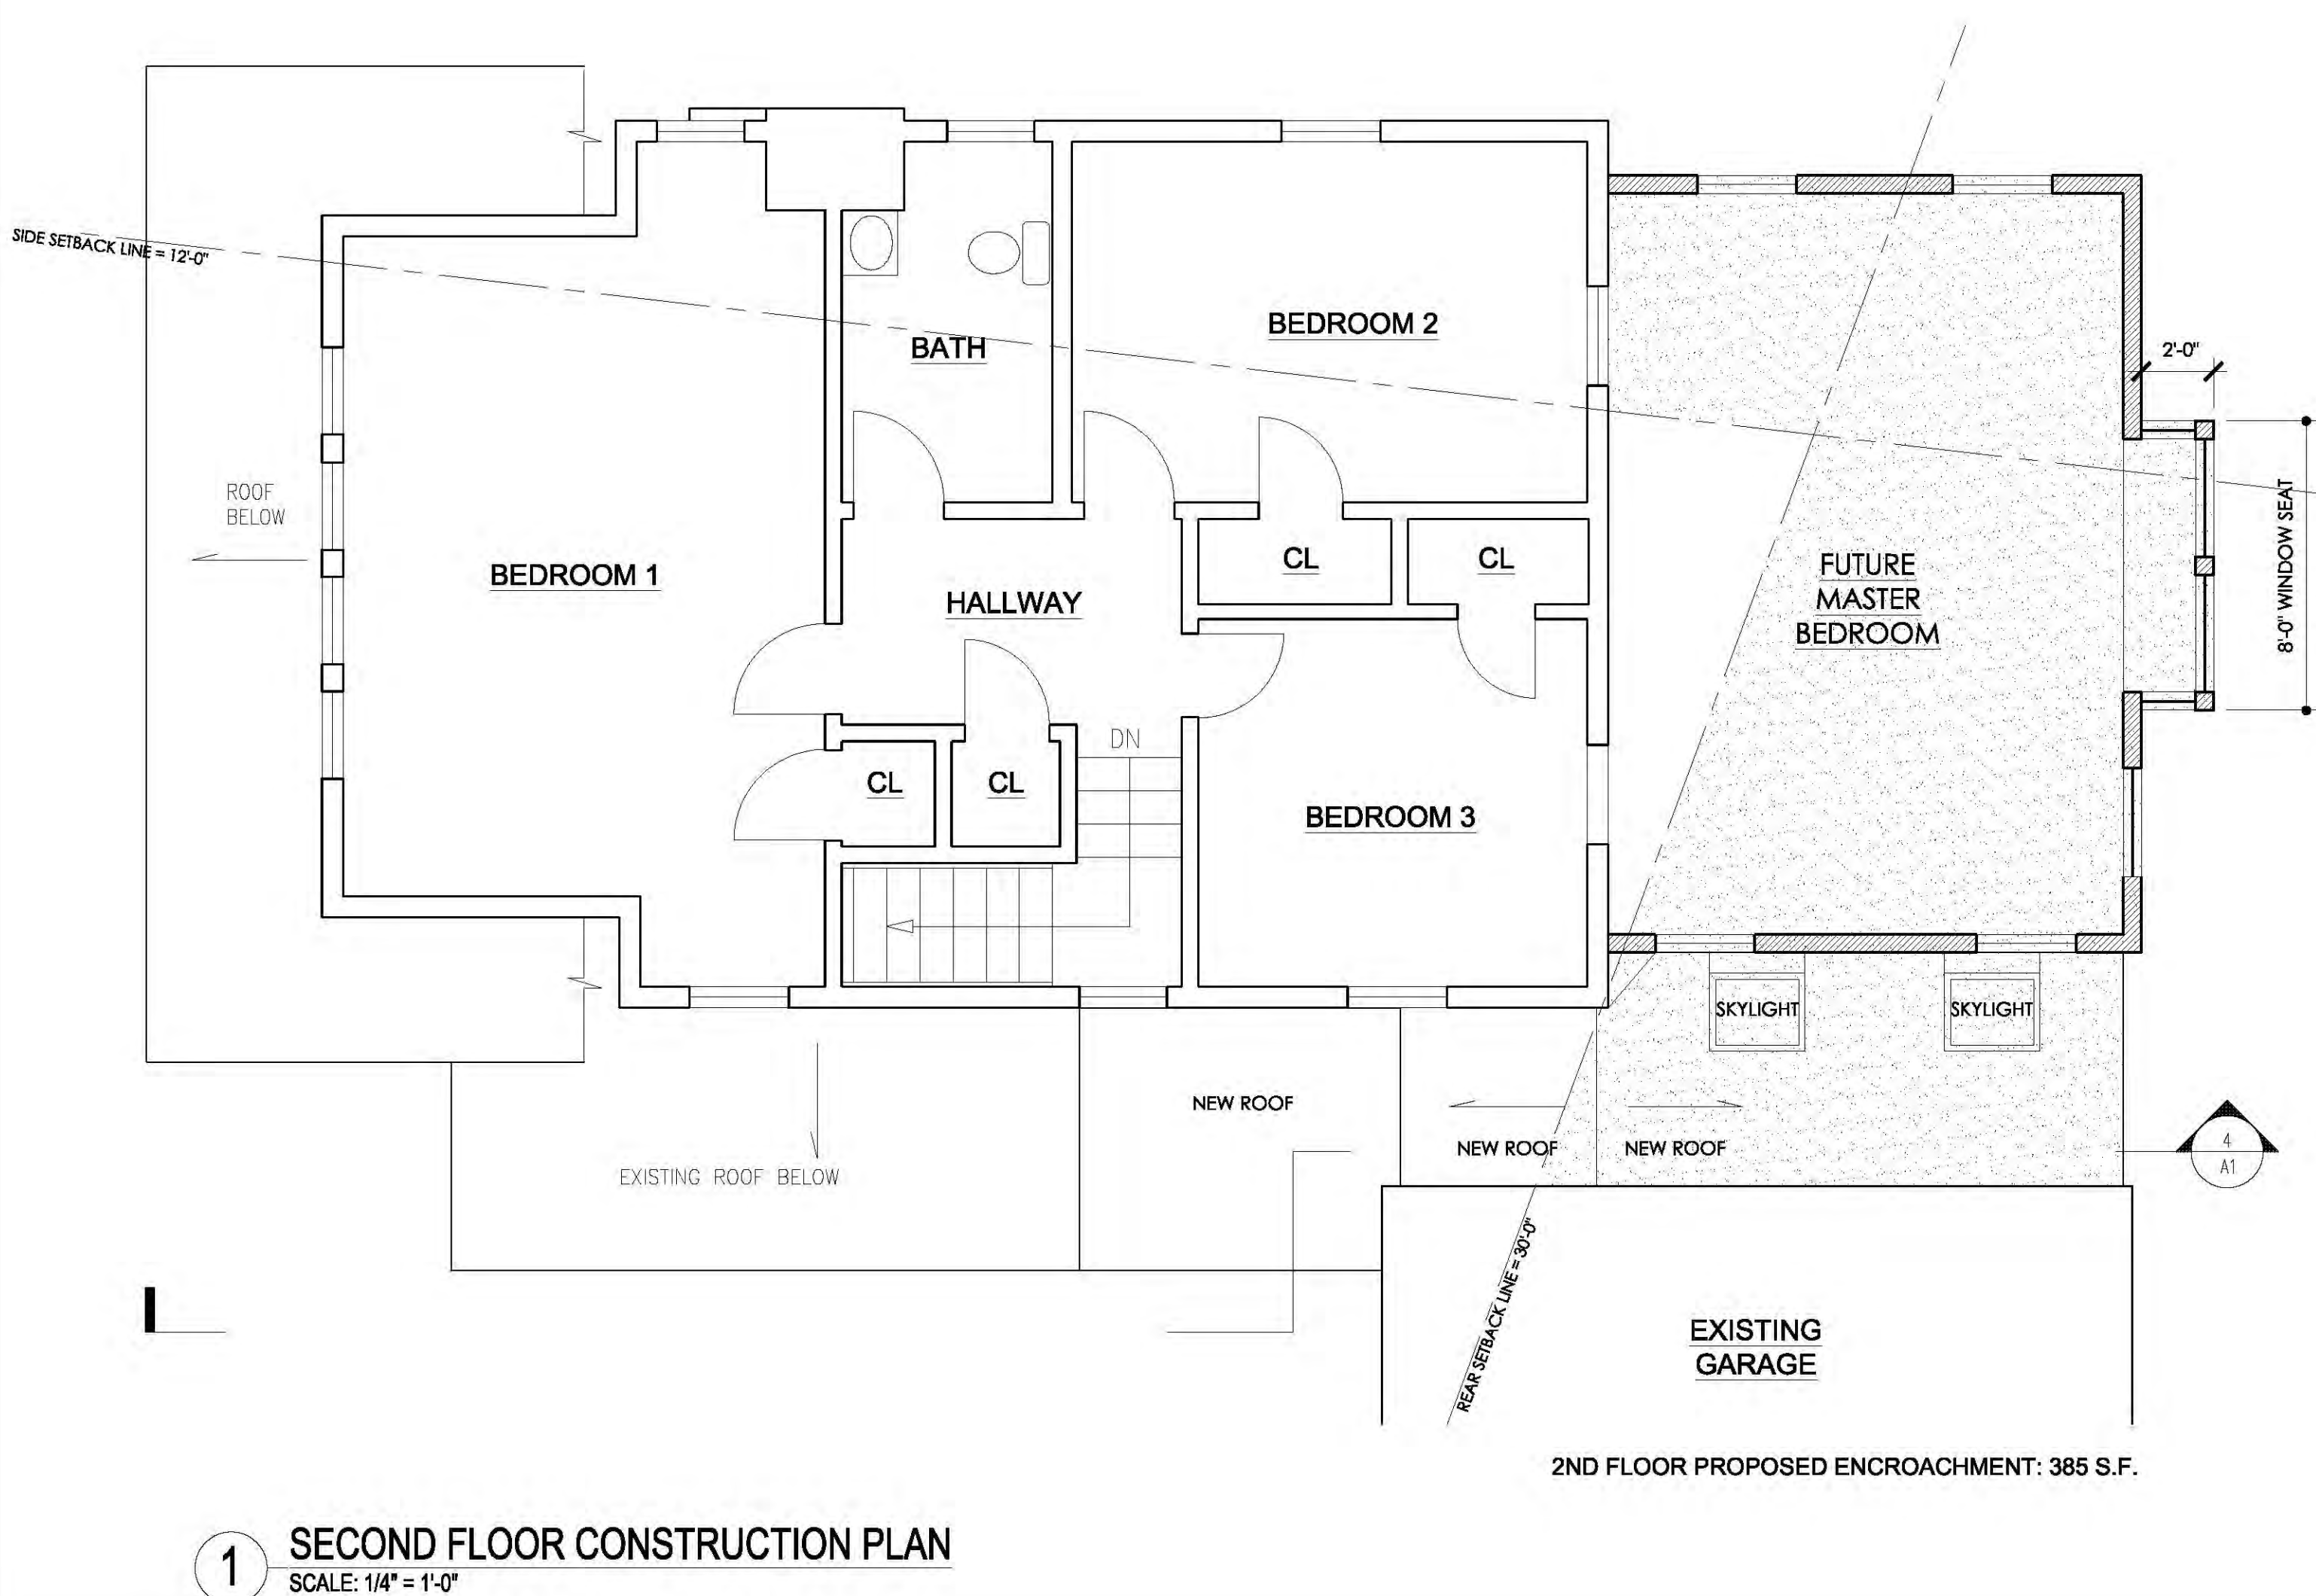 SIDE SETBACK LINE = 12'-0"
BATH
BEDROOM 2
2'-0"
ROOF
BELOW
BEDROOM 1
HALLWAY
CL
CL
FUTURE
MASTER
BEDROOM
8'-0" WINDOW SEAT
DN
CL
CL
BEDROOM 3
SKYLIGHT
SKYLIGHT
NEW ROOF
NEW ROOF
NEW ROOF
EXISTING ROOF BELOW
4
A1
REAR SETBACK LINE = 30'-0"
EXISTING
GARAGE
2ND FLOOR PROPOSED ENCROACHMENT: 385 S.F.
1
SECOND FLOOR CONSTRUCTION PLAN
SCALE: 1/4" = 1'-0"